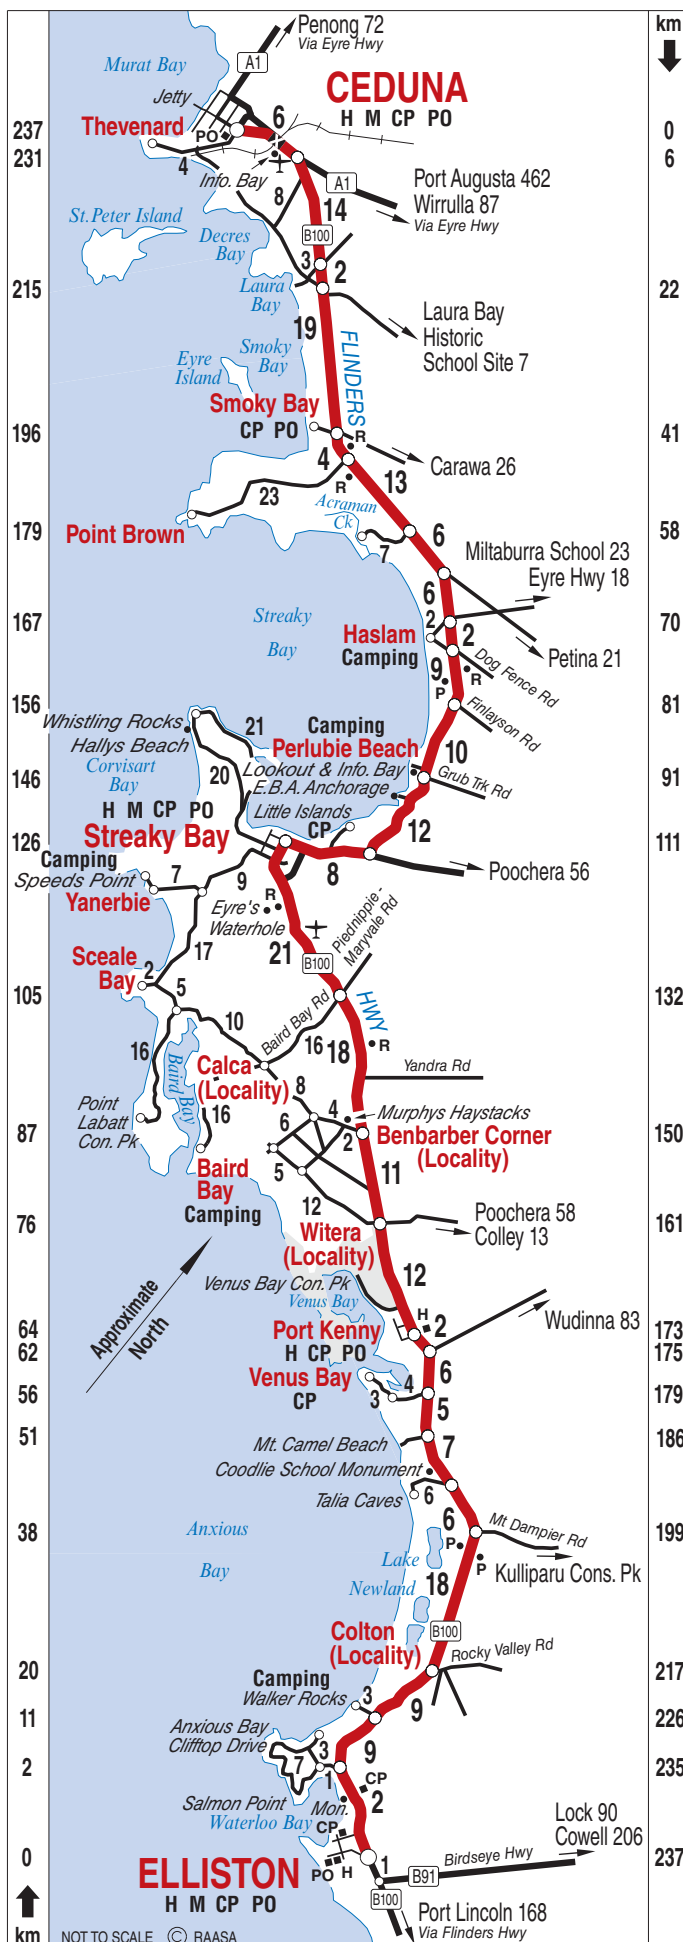 km
Penong 72
Via Eyre Hwy
Murat Bay
A1
Jetty
CEDUNA
H M CP PO
6
237
Thevenard
PO
0
231
6
4
Info. Bay
A1
Port Augusta 462
Wirrulla 87
Via Eyre Hwy
8
14
St.Peter Island
Decres
Bay
B100
3
2
215
Laura
Bay
22
19
Laura Bay
Historic
School Site 7
FLINDERS
Smoky
Bay
Eyre
Island
Smoky Bay
CP PO
196
R
41
4
Carawa 26
13
R
23
Acraman
Ck
Point Brown
179
6
58
7
Miltaburra School 23
Eyre Hwy 18
6
Streaky
Bay
167
2
70
Haslam
Camping
2
Petina 21
9
R
Dog Fence Rd
P
156
81
Finlayson Rd
Whistling Rocks
Hallys Beach
21
Camping
Perlubie Beach
10
Corvisart
Bay
20
Lookout & Info. Bay
E.B.A. Anchorage
Grub Trk Rd
146
91
H M CP PO
Little Islands
CP
12
126
Streaky Bay
111
8
Poochera 56
Camping
Speeds Point
7
9
Yanerbie
R
Eyre's
Waterhole
21
Piednippie -
Maryvale Rd
17
B100
Sceale
Bay
2
105
5
132
HWY
10
Baird Bay Rd
16
18
R
16
Baird Bay
Calca
(Locality)
Yandra Rd
8
Point
Labatt
Con. Pk
16
4
Murphys Haystacks
87
6
2
Benbarber Corner
(Locality)
150
Baird
Bay
Camping
5
11
12
Poochera 58
Colley 13
76
Witera
(Locality)
161
12
Venus Bay Con. Pk
Venus Bay
Approximate
North
Wudinna 83
64
Port Kenny
H
2
173
62
H CP PO
175
Venus Bay
CP
6
56
4
179
3
5
51
186
Mt. Camel Beach
7
Coodlie School Monument
Talia Caves
6
6
38
Anxious
Bay
Mt Dampier Rd
199
P
P
Lake
Newland
Kulliparu Cons. Pk
18
Colton
(Locality)
B100
Rocky Valley Rd
20
217
Camping
Walker Rocks
3
9
11
226
Anxious Bay
Clifftop Drive
3
9
7
2
1
235
CP
2
Salmon Point
Mon.
Waterloo Bay
CP
Lock 90
Cowell 206
0
PO
H
Birdseye Hwy
237
ELLISTON
1
B91
H M CP PO
B100
Port Lincoln 168
Via Flinders Hwy
km
NOT TO SCALE © RAASA